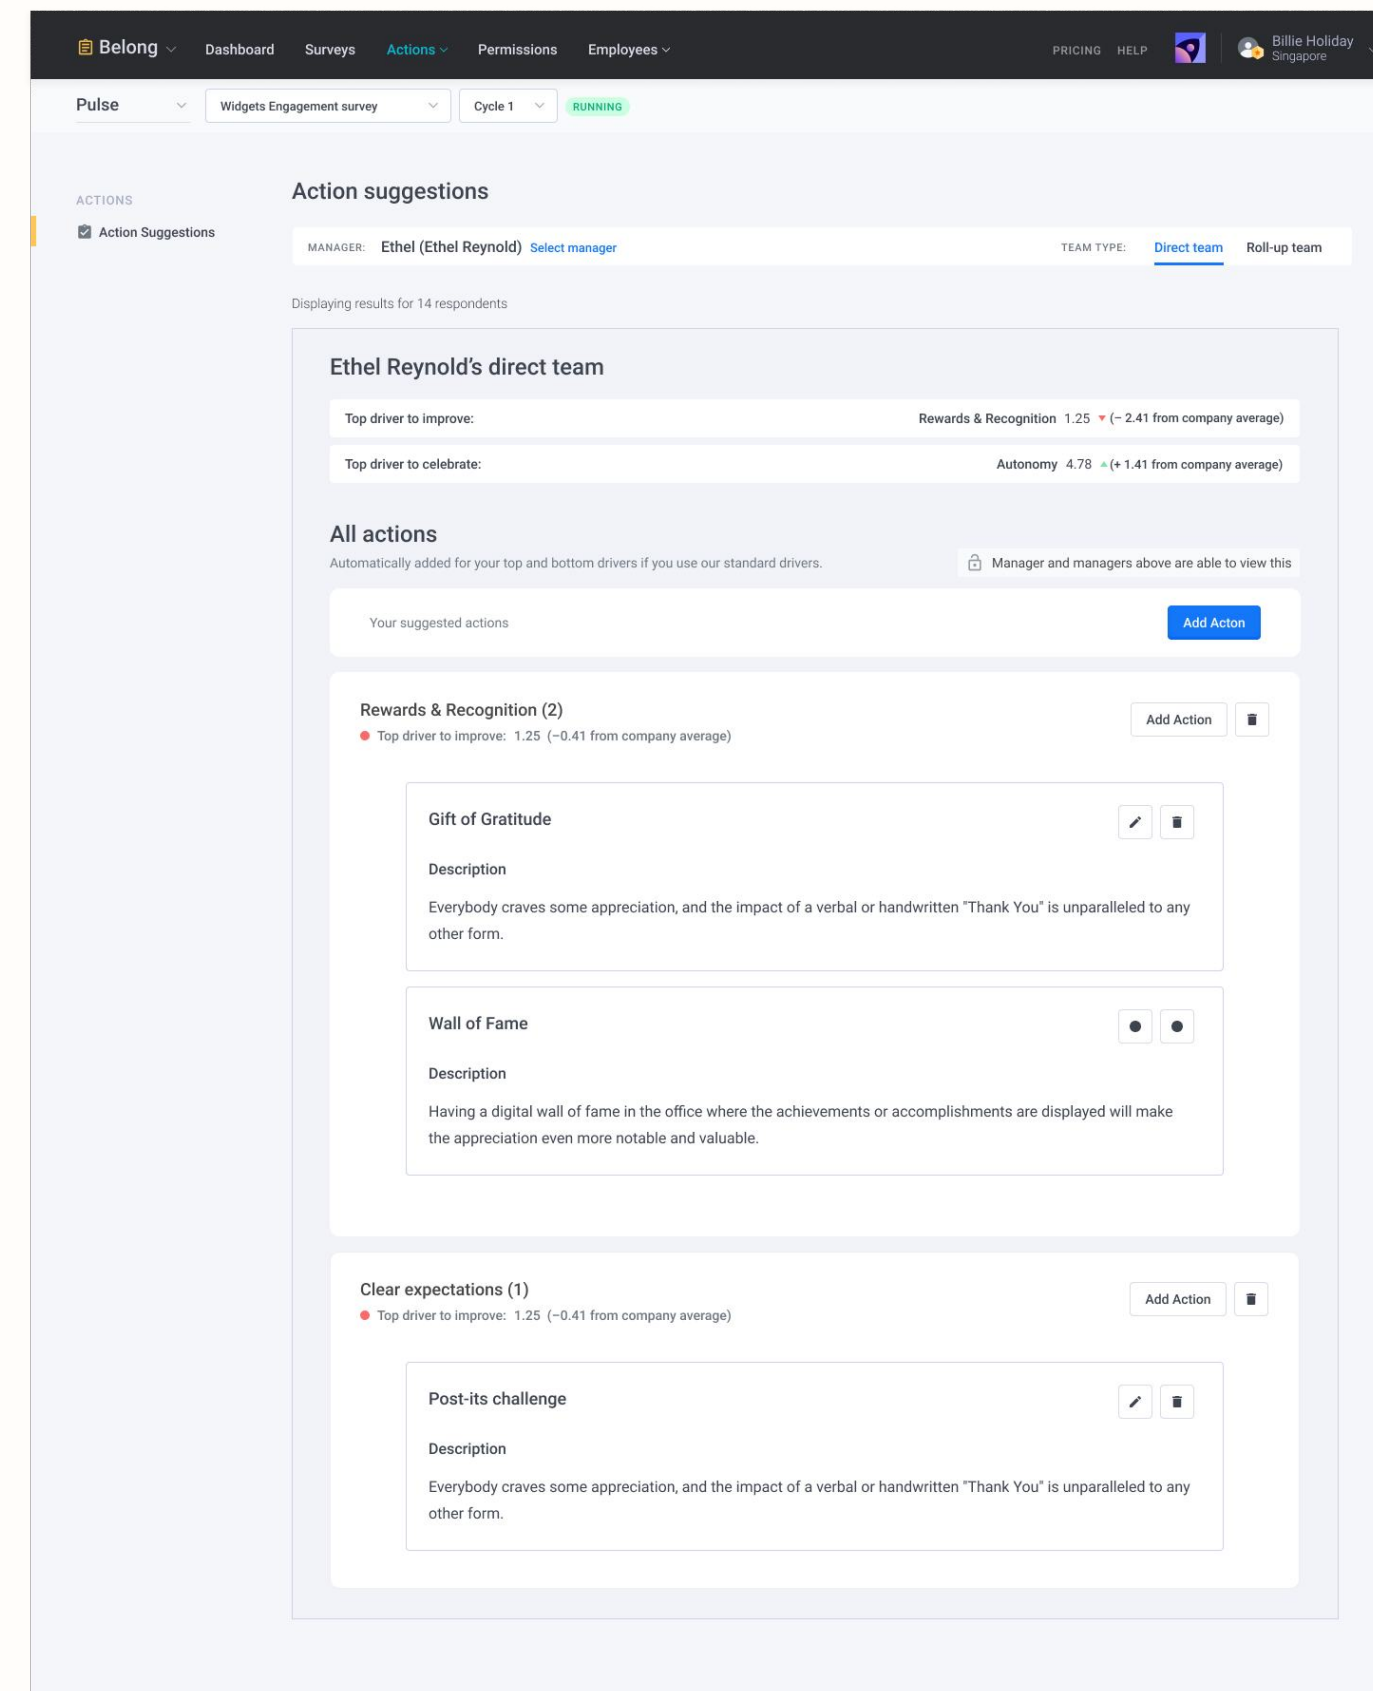 Belong Dashboard Surveys Actions Permissions Employees PRICING HELP Billie Holiday
Singapore
Pulse Widgets Engagement survey Cycle 1 RUNNING
ACTIONS
Action Suggestions
Action suggestions
MANAGER: Ethel (Ethel Reynold) Select manager TEAM TYPE: Direct team Roll-up team
Displaying results for 14 respondents
Ethel Reynold’s direct team
Top driver to improve: Rewards & Recognition 1.25 ▼ (– 2.41 from company average)
Top driver to celebrate: Autonomy 4.78 ▲ (+ 1.41 from company average)
All actions
Automatically added for your top and bottom drivers if you use our standard drivers. Manager and managers above are able to view this
Your suggested actions Add Acton
Rewards & Recognition (2) Add Action
Top driver to improve: 1.25 (–0.41 from company average)
Gift of Gratitude
Description
Everybody craves some appreciation, and the impact of a verbal or handwritten "Thank You" is unparalleled to any
other form.
Wall of Fame
Description
Having a digital wall of fame in the office where the achievements or accomplishments are displayed will make
the appreciation even more notable and valuable.
Clear expectations (1) Add Action
Top driver to improve: 1.25 (–0.41 from company average)
Post-its challenge
Description
Everybody craves some appreciation, and the impact of a verbal or handwritten "Thank You" is unparalleled to any
other form.